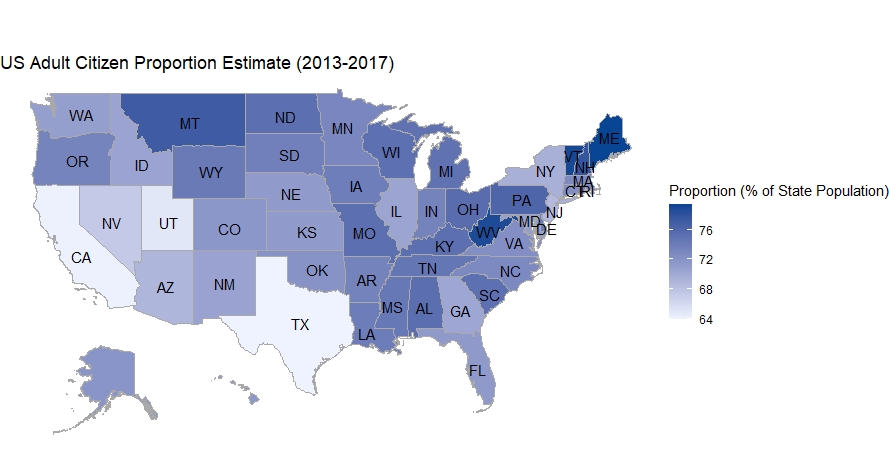 US Adult Citizen Proportion Estimate (2013-2017)
WA
MT
ND
MN
ME
OR
ID
WY
SD
WI
MI
VT
NH
NY
MA
CT
RI
NV
UT
CO
NE
IA
IL
IN
OH
PA
NJ
MD
DE
CA
AZ
NM
KS
MO
KY
WV
VA
OK
AR
TN
NC
TX
LA
MS
AL
GA
SC
FL
Proportion (% of State Population)
76
72
68
64